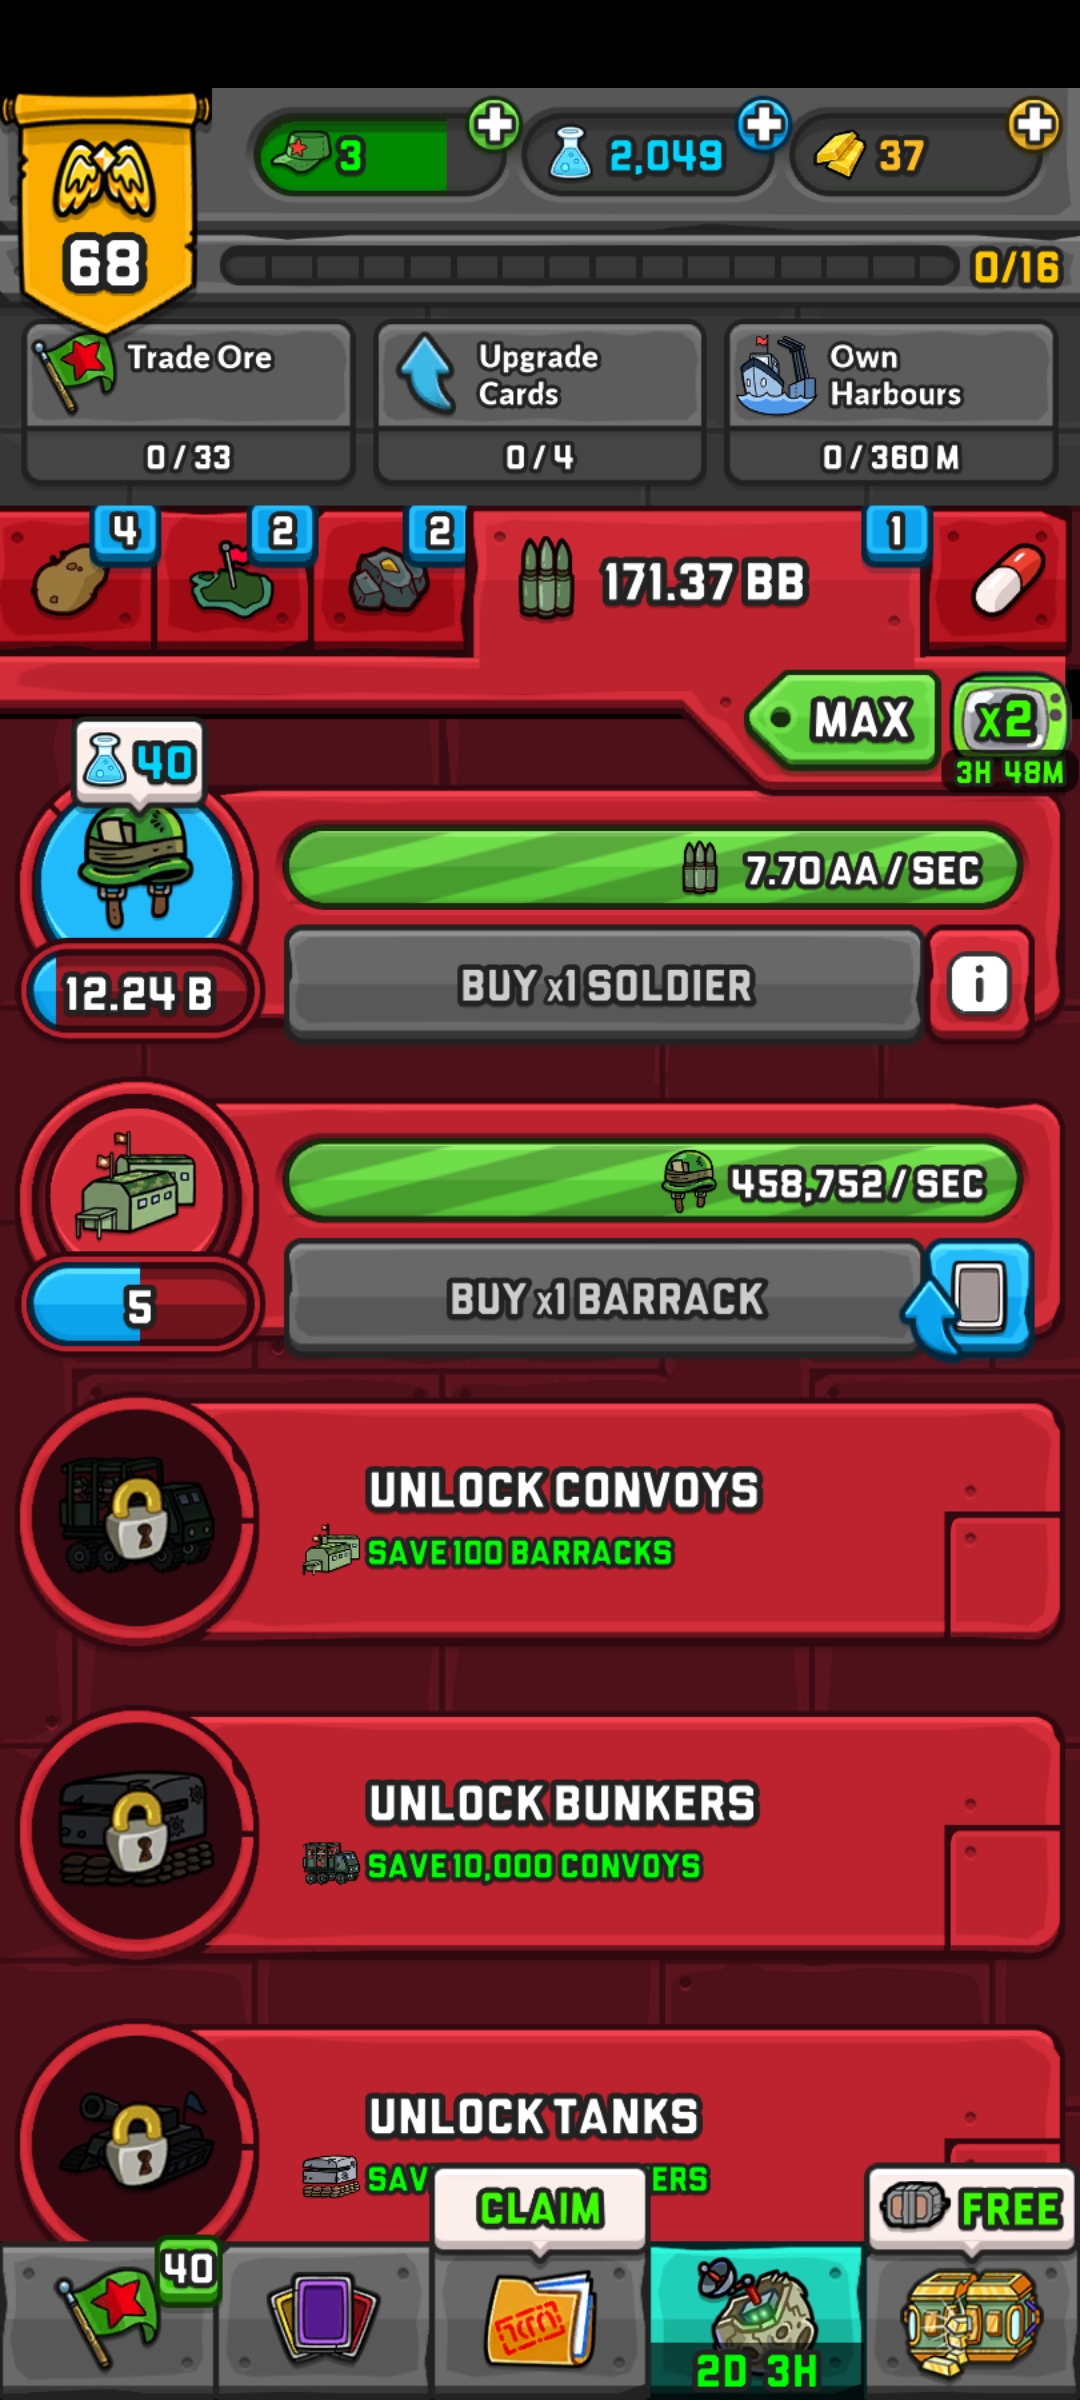 3
2,049
37
68
0/16
Trade Ore
Upgrade
Cards
Own
Harbours
0/33
0/4
0/360 M
4
2
2
171.37 BB
1
MAX
x2
3H 48M
40
7.70 AA / SEC
12.24 B
BUY x1 SOLDIER
i
458,752 / SEC
5
BUY x1 BARRACK
UNLOCK CONVOYS
SAVE 100 BARRACKS
UNLOCK BUNKERS
SAVE 10,000 CONVOYS
UNLOCK TANKS
CLAIM
FREE
40
2D 3H